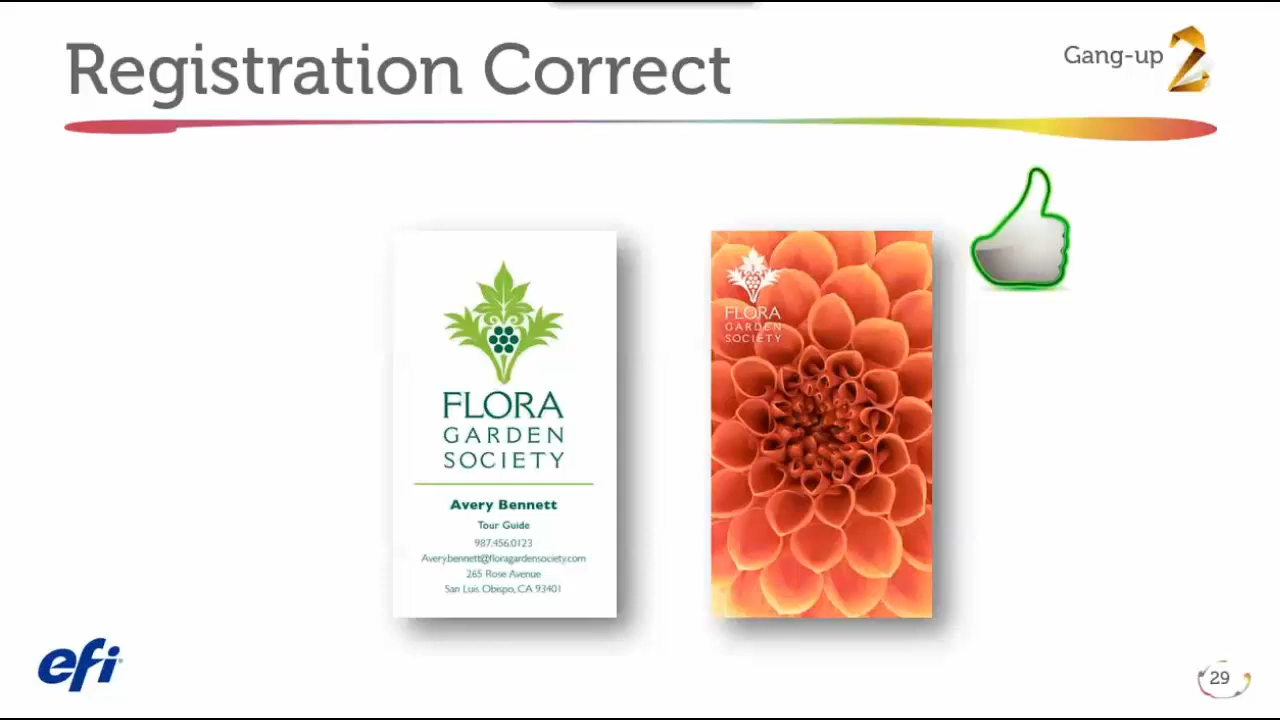 Registration Correct
Gang-up 2
FLORA
GARDEN
SOCIETY
Avery Bennett
Tour Guide
987.456.0123
Avery.bennett@floragardensociety.com
265 Rose Avenue
San Luis Obispo, CA 93401
FLORA
GARDEN
SOCIETY
efi
29